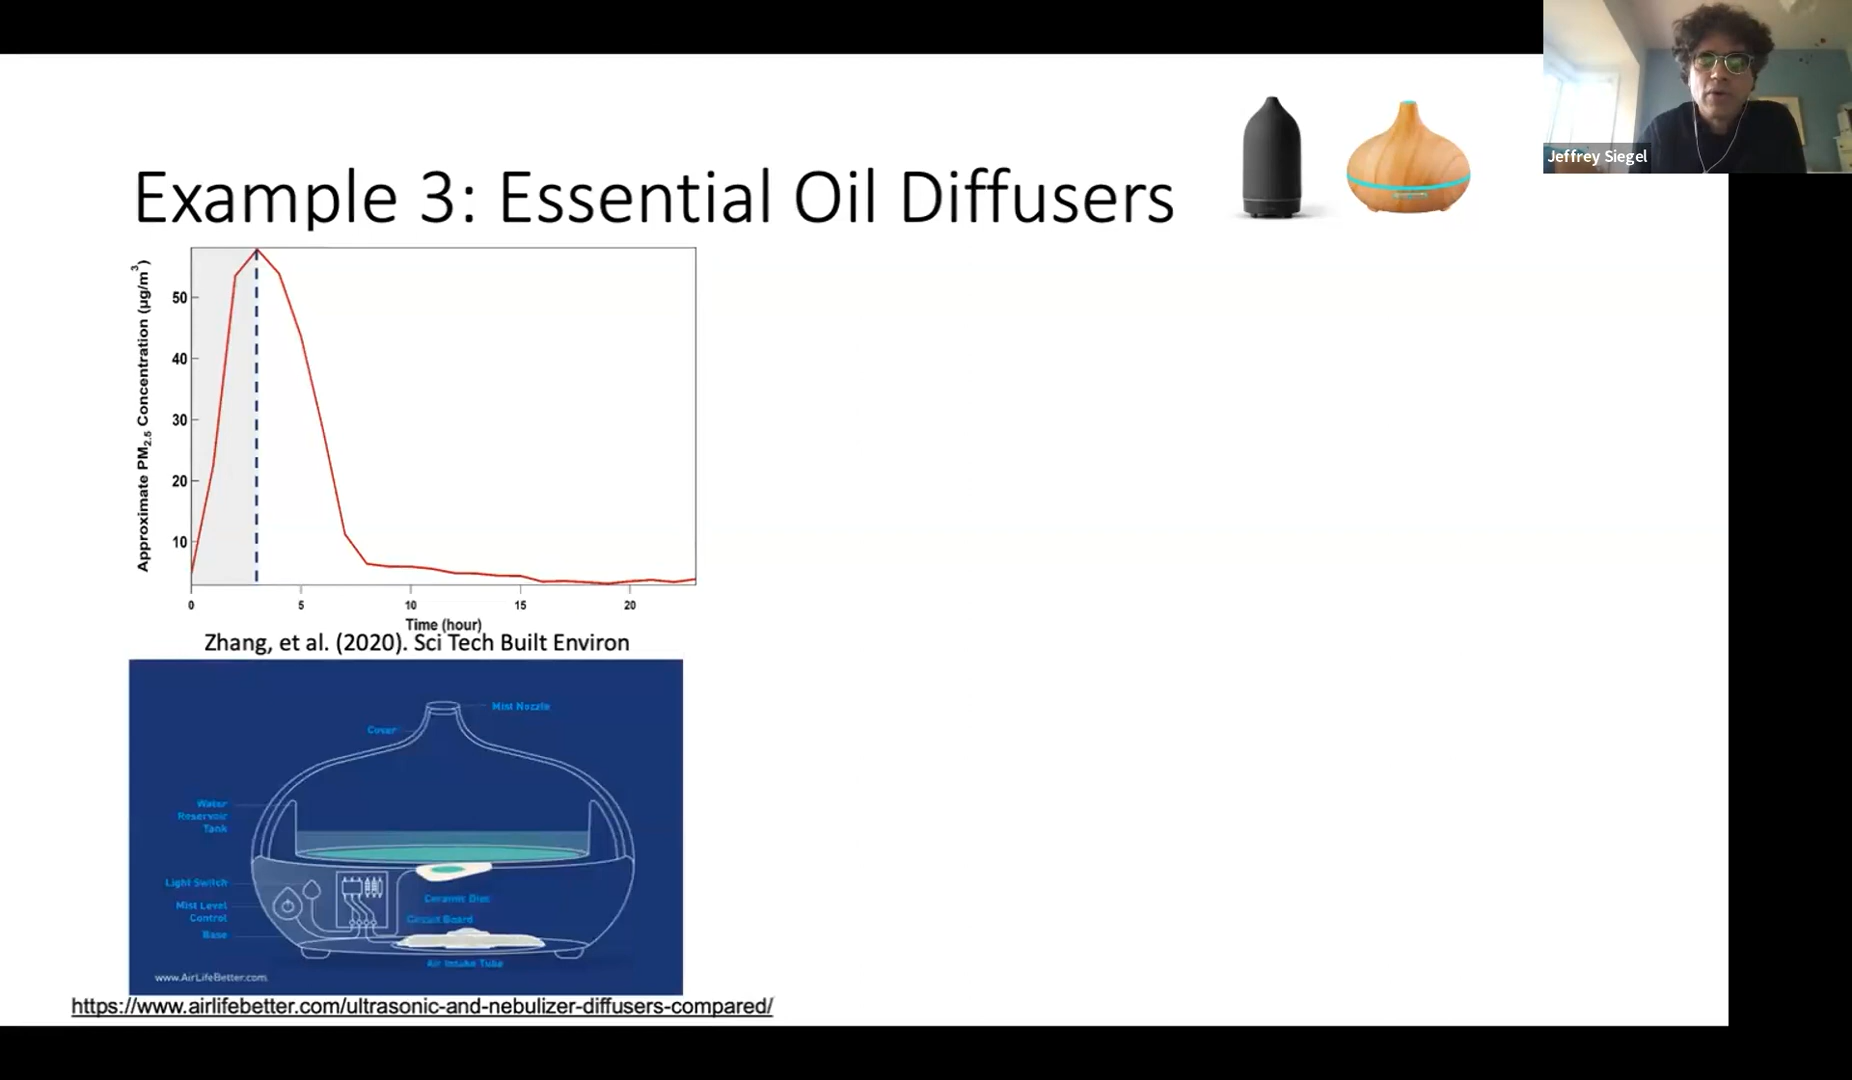 Jeffrey Siegel
Example 3: Essential Oil Diffusers
Approximate PM2.5 Concentration (µg/m3)
50
40
30
20
10
0
5
10
15
20
Time (hour)
Zhang, et al. (2020). Sci Tech Built Environ
Mist Nozzle
Cover
Water
Reservoir
Tank
Light Switch
Mist Level
Control
Base
Ceramic Disc
Circuit Board
Air Intake Tube
www.AirLifeBetter.com
https://www.airlifebetter.com/ultrasonic-and-nebulizer-diffusers-compared/